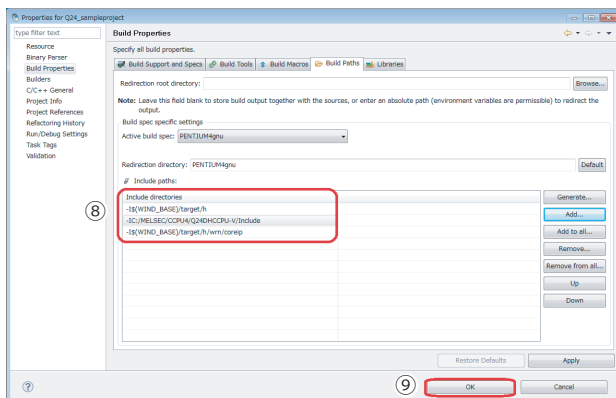 Properties for Q24_sampleproject
type filter text
Resource
Binary Parser
Build Properties
Builders
C/C++ General
Project Info
Project References
Refactoring History
Run/Debug Settings
Task Tags
Validation
Build Properties
Specify all build properties.
Build Support and Specs
Build Tools
Build Macros
Build Paths
Libraries
Redirection root directory:
Browse...
Note: Leave this field blank to store build output together with the sources, or enter an absolute path (environment variables are permissible) to redirect the
output.
Build spec specific settings
Active build spec: PENTIUM4gnu
Redirection directory: PENTIUM4gnu
Default
Include paths:
Include directories
-I$(WIND_BASE)/target/h
-IC:/MELSEC/CCPU4/Q24DHCCPU-V/Include
-I$(WIND_BASE)/target/h/wrn/coreip
⑧
Generate...
Add...
Add to all...
Remove...
Remove from all...
Up
Down
Restore Defaults
Apply
⑨
OK
Cancel